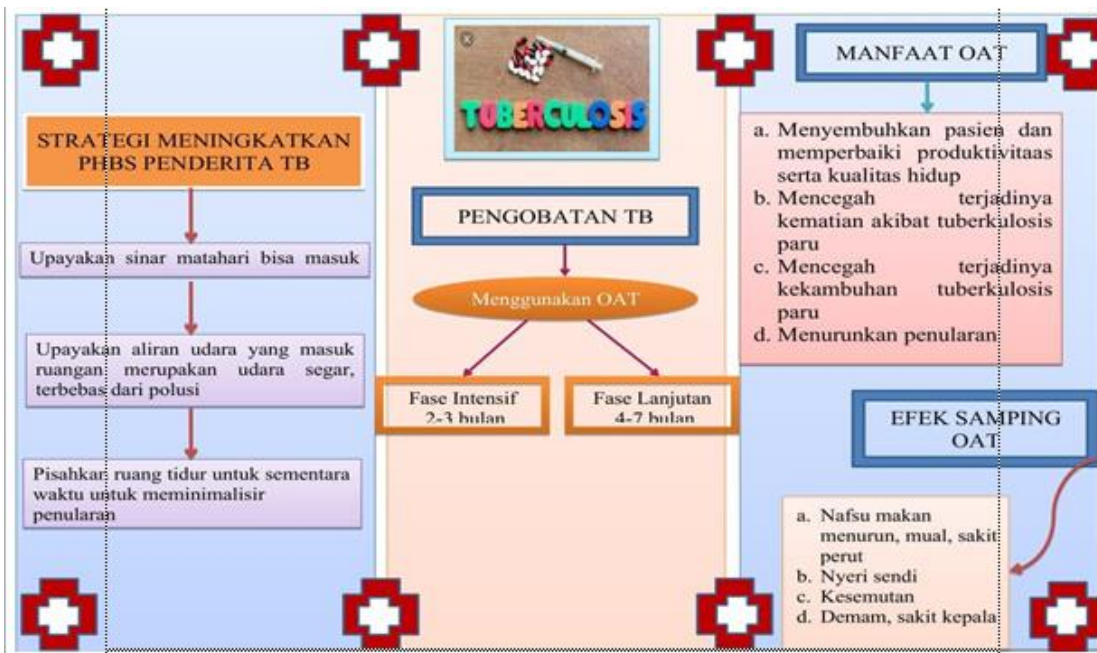 STRATEGI MENINGKATKAN
PHBS PENDERITA TB
Upayakan sinar matahari bisa masuk
Upayakan aliran udara yang masuk
ruangan merupakan udara segar,
terbebas dari polusi
Pisahkan ruang tidur untuk sementara
waktu untuk meminimalisir
penularan
TUBERCULOSIS
PENGOBATAN TB
Menggunakan OAT
Fase Intensif
2-3 bulan
Fase Lanjutan
4-7 bulan
MANFAAT OAT
a. Menyembuhkan pasien dan
memperbaiki produktivitaas
serta kualitas hidup
b. Mencegah terjadinya
kematian akibat tuberkulosis
paru
c. Mencegah terjadinya
kekambuhan tuberkulosis
paru
d. Menurunkan penularan
EFEK SAMPING
OAT
a. Nafsu makan
menurun, mual, sakit
perut
b. Nyeri sendi
c. Kesemutan
d. Demam, sakit kepala